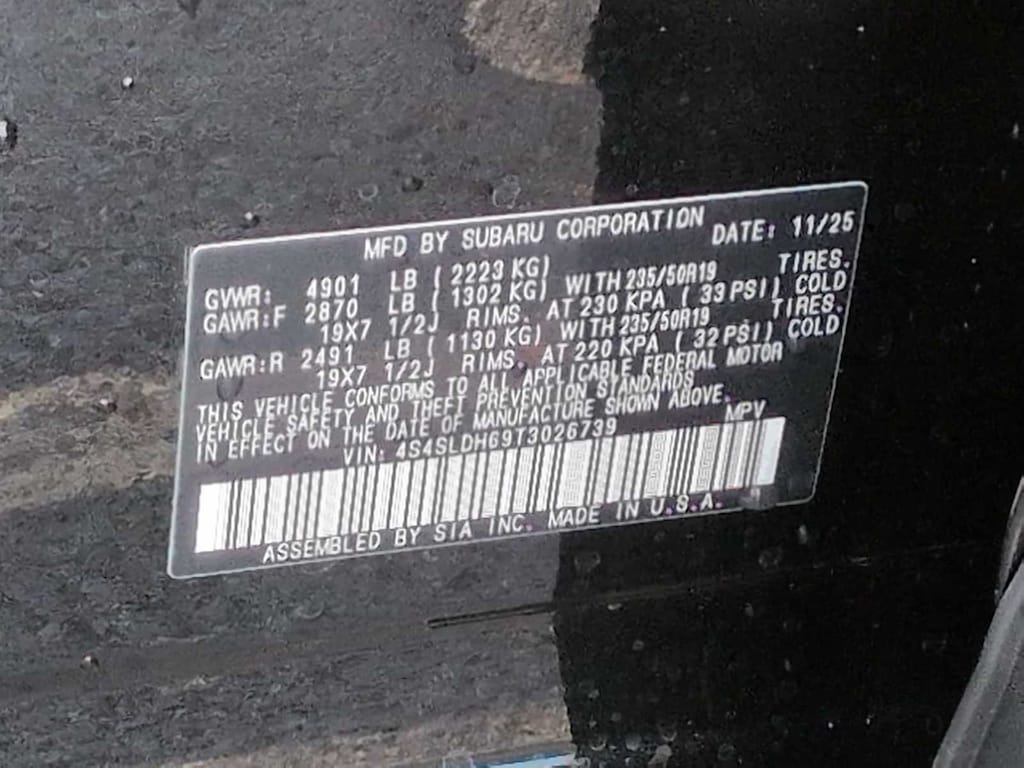 MFD BY SUBARU CORPORATION DATE: 11/25
GVWR: 4901 LB ( 2223 KG)
GAWR:F 2870 LB ( 1302 KG) WITH 235/50R19 TIRES.
19X7 1/2J RIMS. AT 230 KPA ( 33 PSI) COLD
GAWR:R 2491 LB ( 1130 KG) WITH 235/50R19 TIRES.
19X7 1/2J RIMS. AT 220 KPA ( 32 PSI) COLD
THIS VEHICLE CONFORMS TO ALL APPLICABLE FEDERAL MOTOR
VEHICLE SAFETY AND THEFT PREVENTION STANDARDS
IN EFFECT ON THE DATE OF MANUFACTURE SHOWN ABOVE.
VIN: 4S4SLDH69T3026739 MPV
ASSEMBLED BY SIA INC. MADE IN U.S.A.